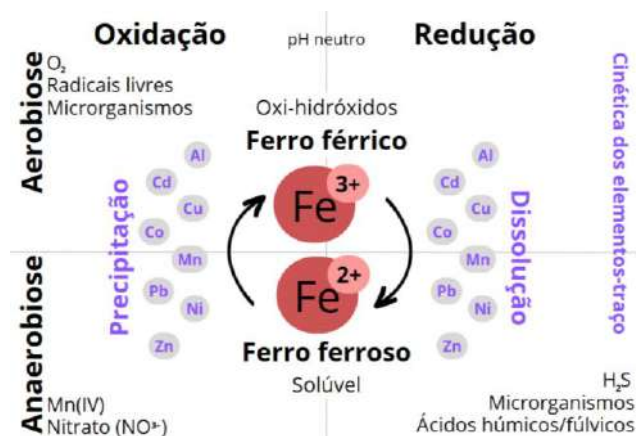 Oxidação
pH neutro
Redução
Aerobiose
O₂
Radicais livres
Microrganismos
Oxi-hidróxidos
Ferro férrico
Fe 3+
Fe 2+
Ferro ferroso
Solúvel
Precipitação
Al
Cd
Cu
Co
Mn
Pb
Ni
Zn
Al
Cd
Cu
Co
Mn
Pb
Ni
Zn
Dissolução
Cinética dos elementos-traço
Anaerobiose
Mn(IV)
Nitrato (NO³⁻)
H₂S
Microrganismos
Ácidos húmicos/fúlvicos